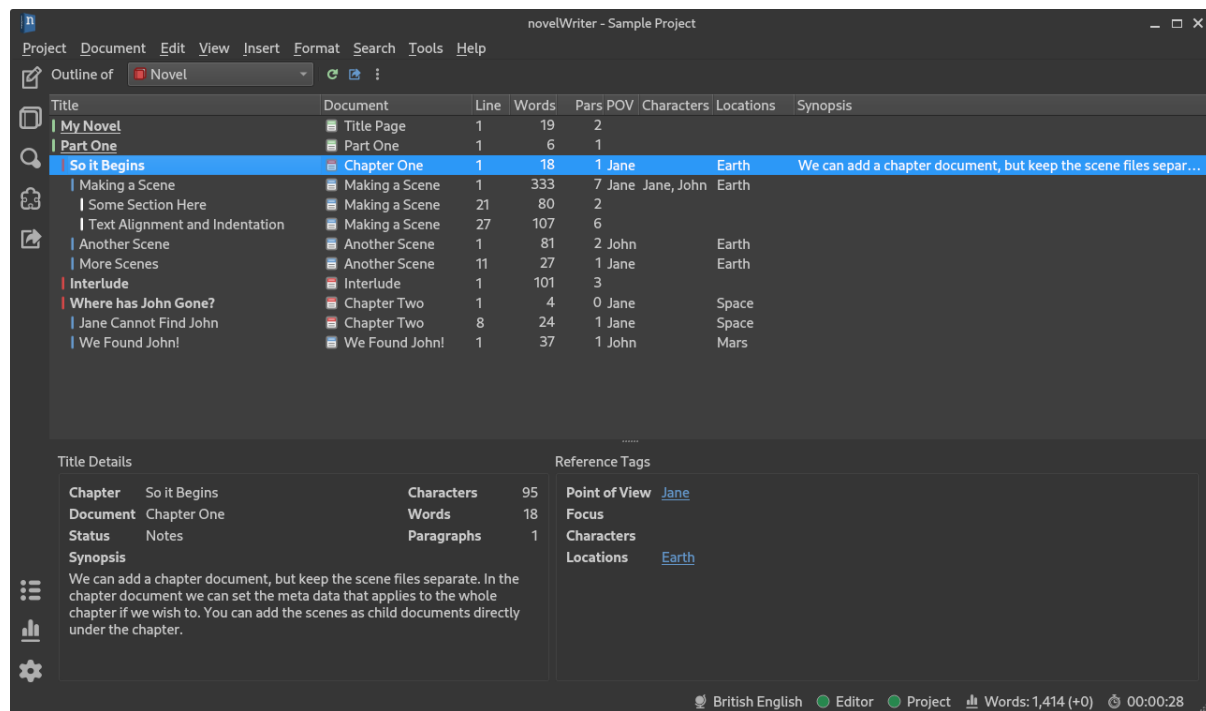 novelWriter - Sample Project
Project Document Edit View Insert Format Search Tools Help
Outline of Novel
Title Document Line Words Pars POV Characters Locations Synopsis
My Novel Title Page 1 19 2
Part One Part One 1 6 1
So it Begins Chapter One 1 18 1 Jane Earth We can add a chapter document, but keep the scene files separ...
Making a Scene Making a Scene 1 333 7 Jane Jane, John Earth
Some Section Here Making a Scene 21 80 2
Text Alignment and Indentation Making a Scene 27 107 6
Another Scene Another Scene 1 81 2 John Earth
More Scenes Another Scene 11 27 1 Jane Earth
Interlude Interlude 1 101 3
Where has John Gone? Chapter Two 1 4 0 Jane Space
Jane Cannot Find John Chapter Two 8 24 1 Jane Space
We Found John! We Found John! 1 37 1 John Mars
Title Details
Chapter So it Begins Characters 95
Document Chapter One Words 18
Status Notes Paragraphs 1
Synopsis
We can add a chapter document, but keep the scene files separate. In the
chapter document we can set the meta data that applies to the whole
chapter if we wish to. You can add the scenes as child documents directly
under the chapter.
Reference Tags
Point of View Jane
Focus
Characters
Locations Earth
British English Editor Project Words: 1,414 (+0) 00:00:28